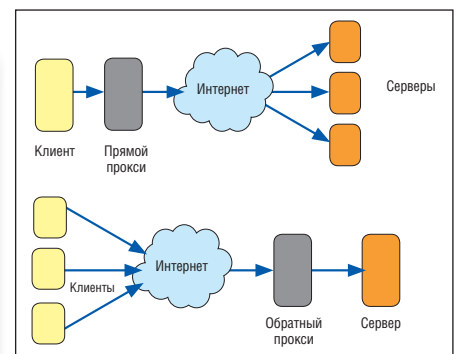 Интернет
Серверы
Клиент
Прямой
прокси
Клиенты
Интернет
Обратный
прокси
Сервер